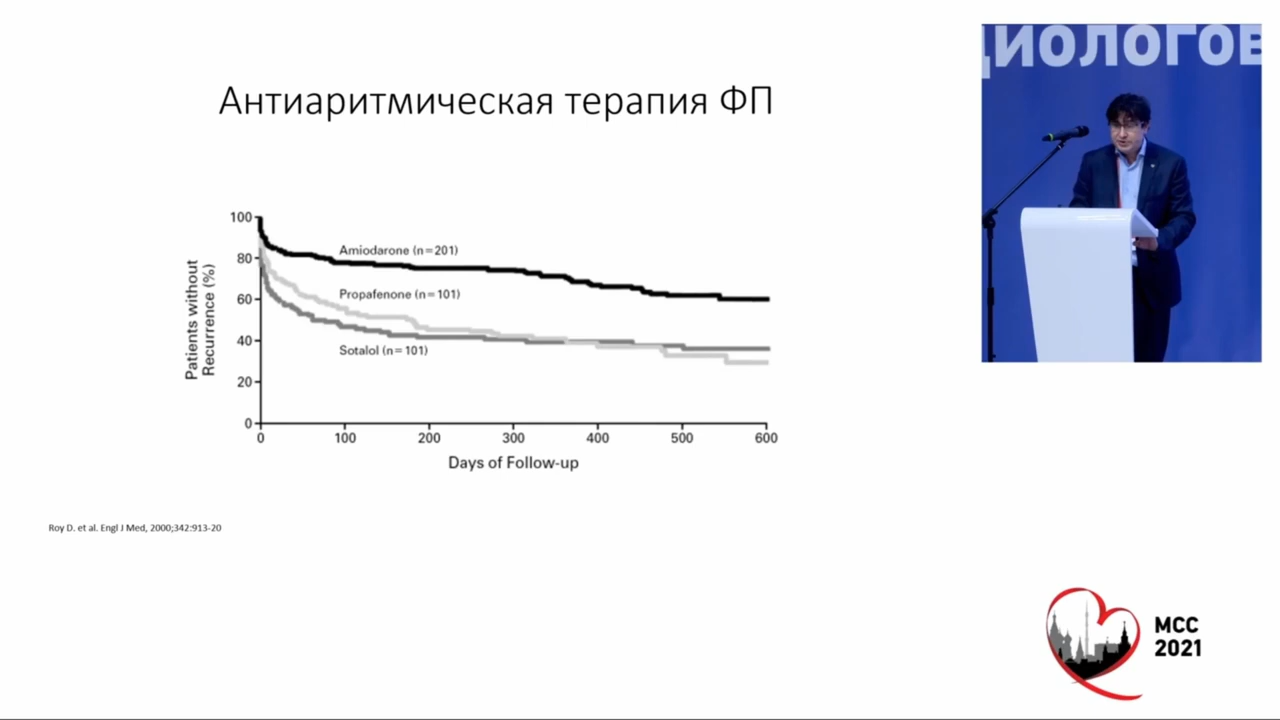 Антиаритмическая терапия ФП
Patients without
Recurrence (%)
100
80
60
40
20
0
Amiodarone (n=201)
Propafenone (n=101)
Sotalol (n=101)
0 100 200 300 400 500 600
Days of Follow-up
Roy D. et al. Engl J Med, 2000;342:913-20
диологов
МСС
2021